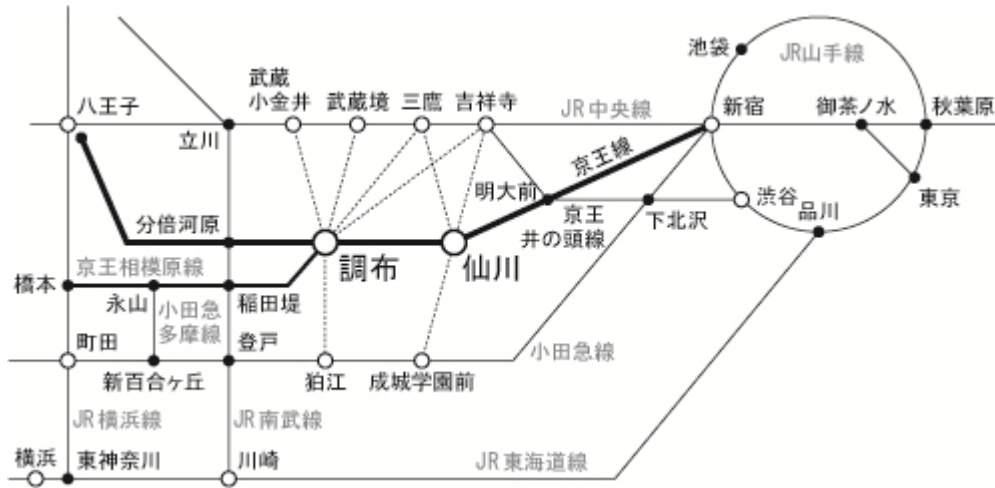 池袋
JR山手線
武蔵
小金井
武蔵境
三鷹
吉祥寺
八王子
JR中央線
新宿
御茶ノ水
秋葉原
立川
京王線
明大前
京王
井の頭線
下北沢
渋谷
品川
東京
分倍河原
調布
仙川
京王相模原線
橋本
永山
小田急
多摩線
稲田堤
町田
登戸
小田急線
新百合ヶ丘
狛江
成城学園前
JR横浜線
JR南武線
横浜
東神奈川
川崎
JR東海道線